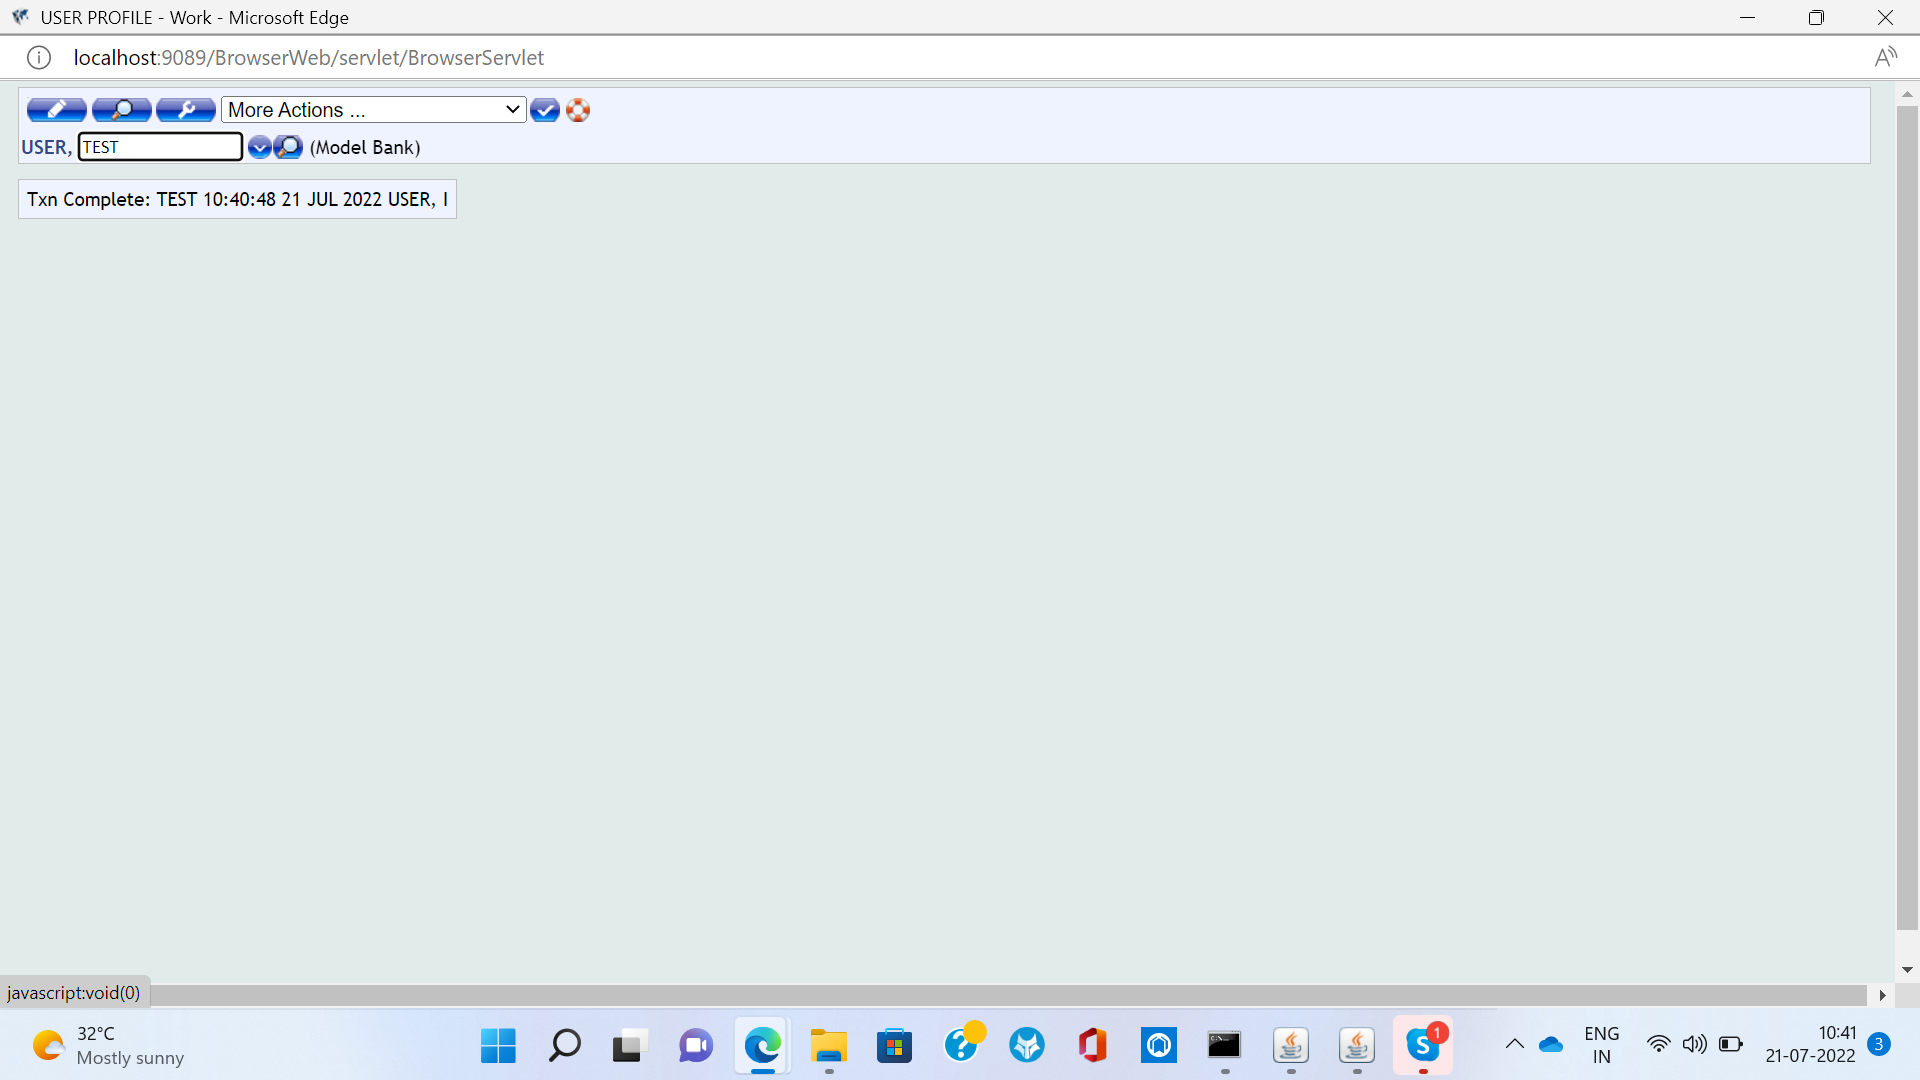 USER PROFILE - Work - Microsoft Edge
localhost:9089/BrowserWeb/servlet/BrowserServlet
More Actions ...
USER, TEST (Model Bank)
Txn Complete: TEST 10:40:48 21 JUL 2022 USER, I
javascript:void(0)
32°C
Mostly sunny
1
ENG
IN
10:41
21-07-2022
3